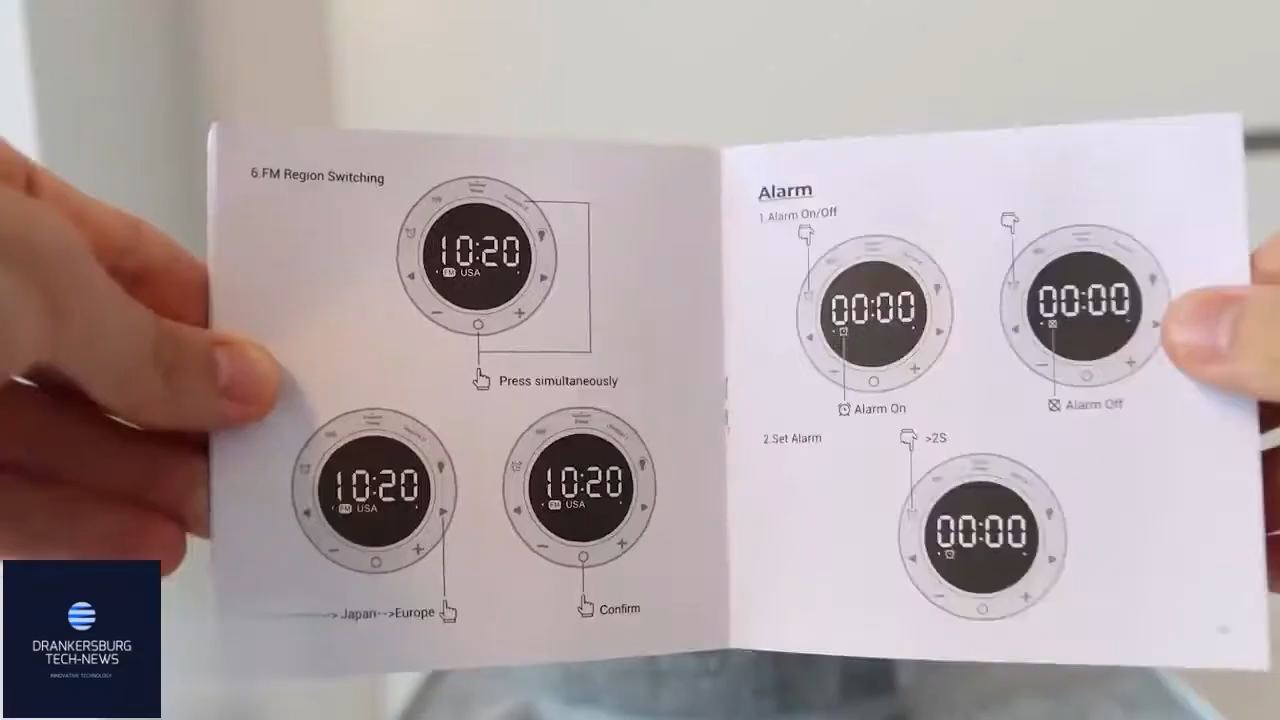 6.FM Region Switching
10:20
FM USA
Press simultaneously
10:20
FM USA
10:20
FM USA
Japan-->Europe
Confirm
Alarm
1.Alarm On/Off
00:00
00:00
Alarm On
Alarm Off
2.Set Alarm
>2S
00:00
DRANKERSBURG
TECH-NEWS
INNOVATIVE TECHNOLOGY